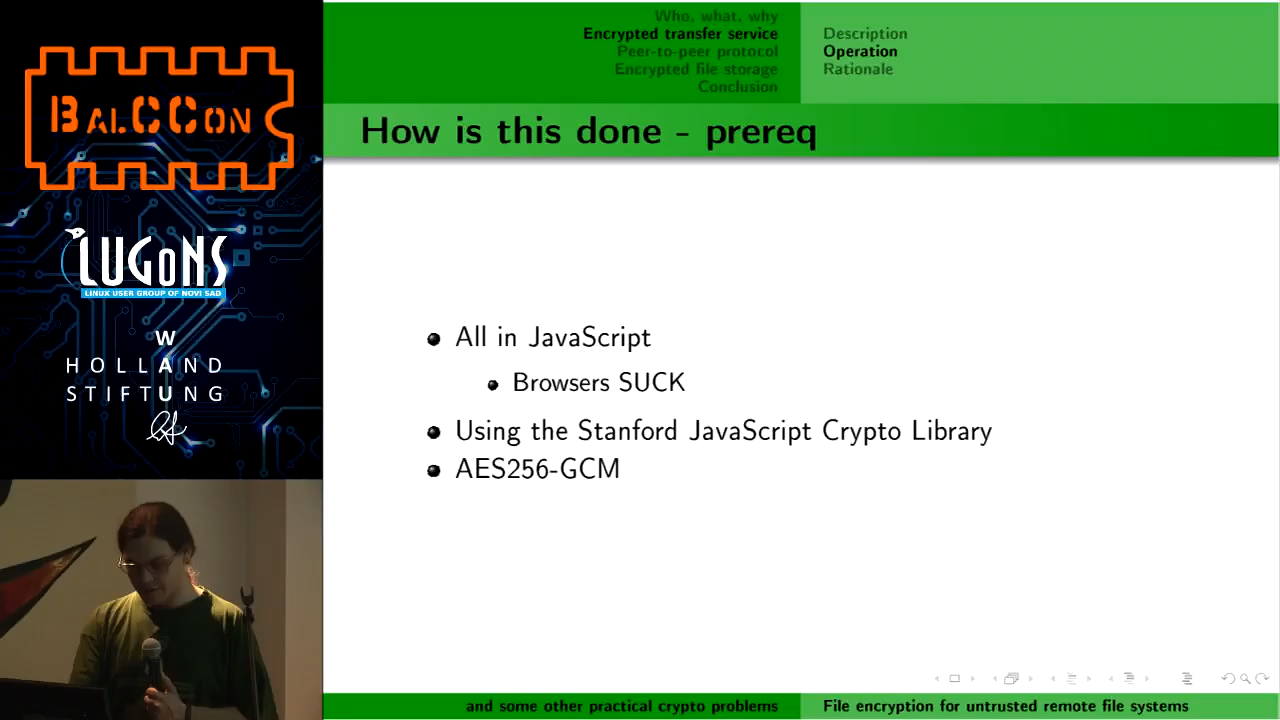 BALCCON
LUGONS
LINUX USER GROUP OF NOVI SAD
W
HOLLAND
STIFTUNG
Who, what, why
Encrypted transfer service
Peer-to-peer protocol
Encrypted file storage
Conclusion
Description
Operation
Rationale
How is this done - prereq
All in JavaScript
Browsers SUCK
Using the Stanford JavaScript Crypto Library
AES256-GCM
and some other practical crypto problems
File encryption for untrusted remote file systems